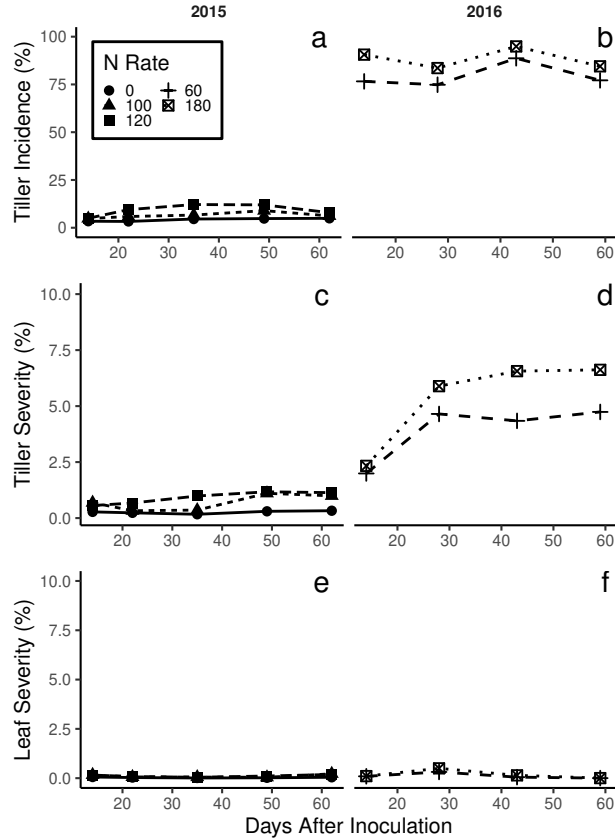 2015 2016
a b
Tiller Incidence (%)
100
75
50
25
0
N Rate
0 60
100 180
120
20 30 40 50 60 20 30 40 50 60
c d
Tiller Severity (%)
10.0
7.5
5.0
2.5
0.0
20 30 40 50 60 20 30 40 50 60
e f
Leaf Severity (%)
10.0
7.5
5.0
2.5
0.0
20 30 40 50 60 20 30 40 50 60
Days After Inoculation